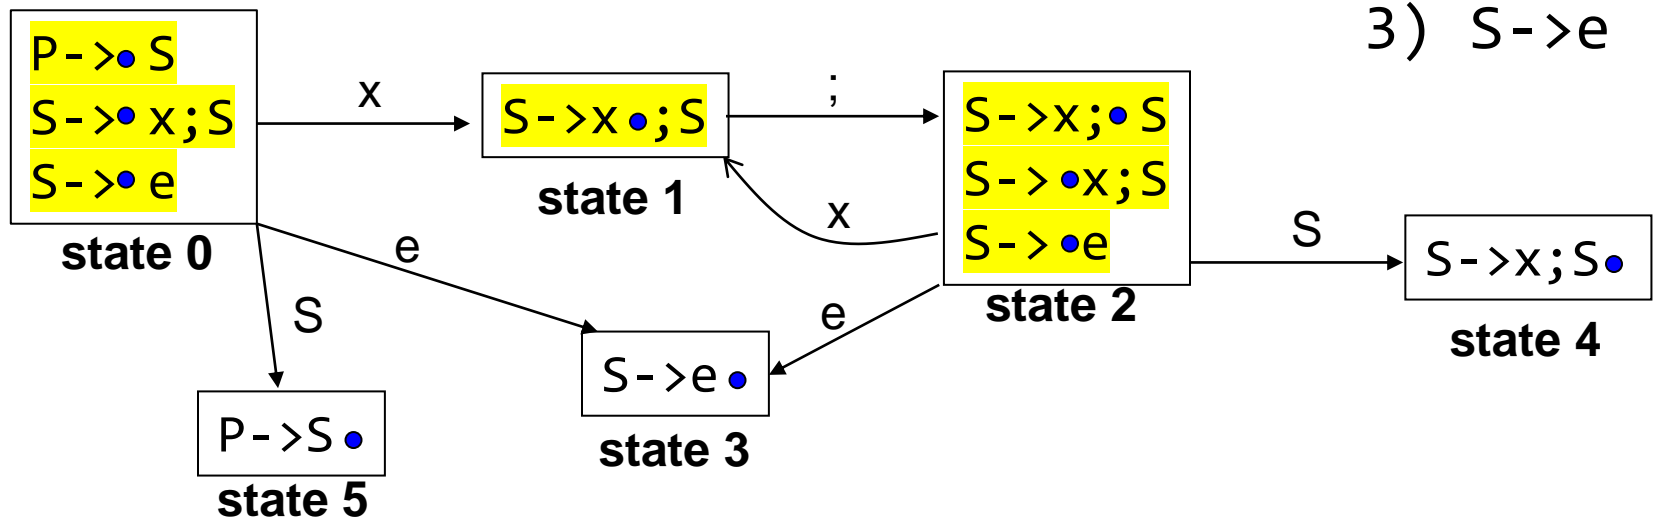 3) S->e
P->• S
S->• x;S
S->• e
state 0
x
S->x •;S
state 1
;
S->x;• S
S-> •x;S
S-> •e
state 2
x
e
S
e
S
S->x;S•
state 4
S->e •
state 3
P->S •
state 5